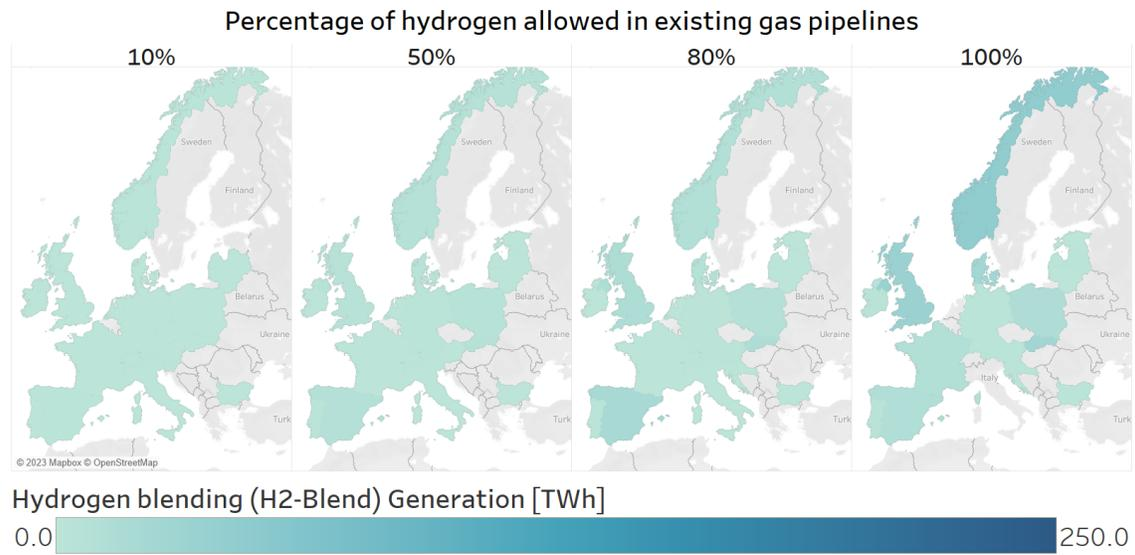 Percentage of hydrogen allowed in existing gas pipelines
10% 50% 80% 100%
Sweden Sweden Sweden Sweden
Finland Finland Finland Finland
Belarus Belarus Belarus Belarus
Ukraine Ukraine Ukraine Ukraine
Italy
Turk Turk Turk Turk
© 2023 Mapbox © OpenStreetMap
Hydrogen blending (H2-Blend) Generation [TWh]
0.0 250.0